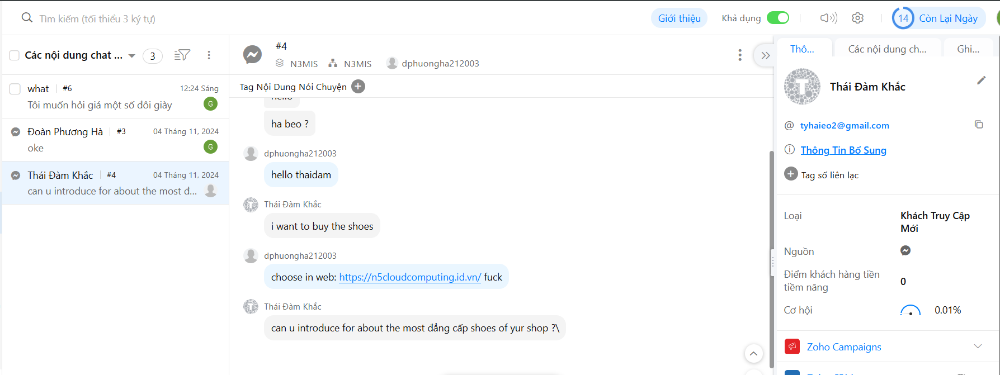 Tìm kiếm (tối thiểu 3 ký tự)
Giới thiệu
Khả dụng
14 Còn Lại Ngày
Các nội dung chat ... 3
what #6 12:24 Sáng
Tôi muốn hỏi giá một số đôi giày G
Đoàn Phương Hà #3 04 Tháng 11, 2024
oke G
Thái Đàm Khắc #4 04 Tháng 11, 2024
can u introduce for about the most đ...
#4
N3MIS N3MIS dphuongha212003
Tag Nội Dung Nói Chuyện
hello
ha beo ?
dphuongha212003
hello thaidam
Thái Đàm Khắc
i want to buy the shoes
dphuongha212003
choose in web: https://n5cloudcomputing.id.vn/ fuck
Thái Đàm Khắc
can u introduce for about the most đẳng cấp shoes of yur shop ?\
Thô... Các nội dung ch... Ghi...
T Thái Đàm Khắc
@ tyhaieo2@gmail.com
Thông Tin Bổ Sung
Tag số liên lạc
Loại Khách Truy Cập
Mới
Nguồn
Điểm khách hàng tiền
tiềm năng 0
Cơ hội 0.01%
Zoho Campaigns